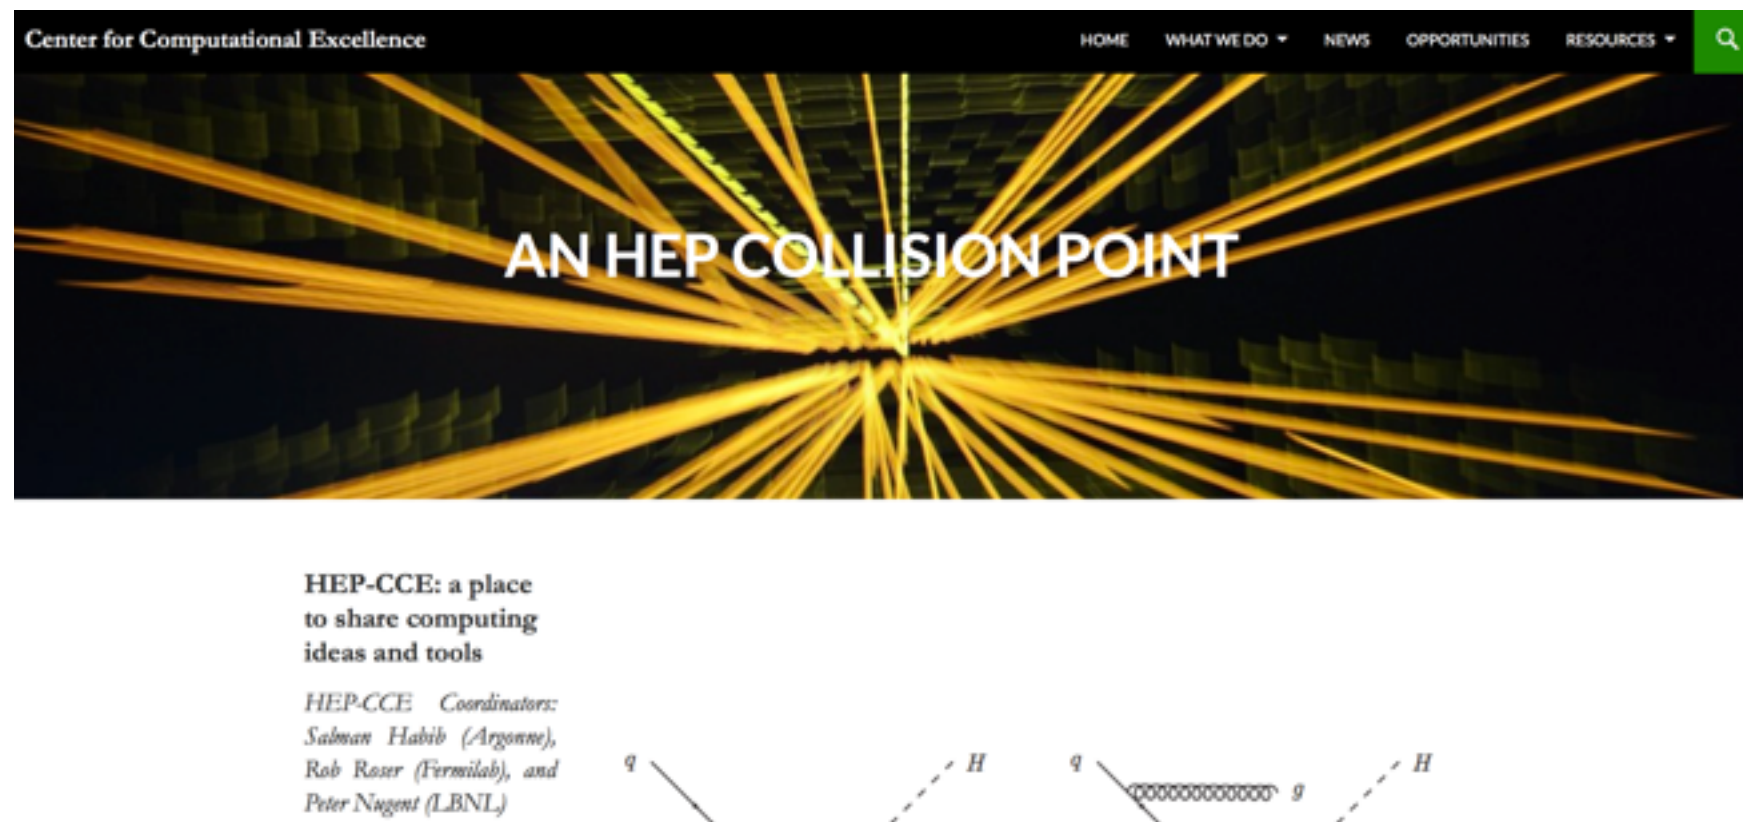 Center for Computational Excellence
HOME WHAT WE DO NEWS OPPORTUNITIES RESOURCES
AN HEP COLLISION POINT
HEP-CCE: a place
to share computing
ideas and tools
HEP-CCE Coordinators:
Salman Habib (Argonne),
Rob Roser (Fermilab), and
Peter Nugent (LBNL)
q H q H
g